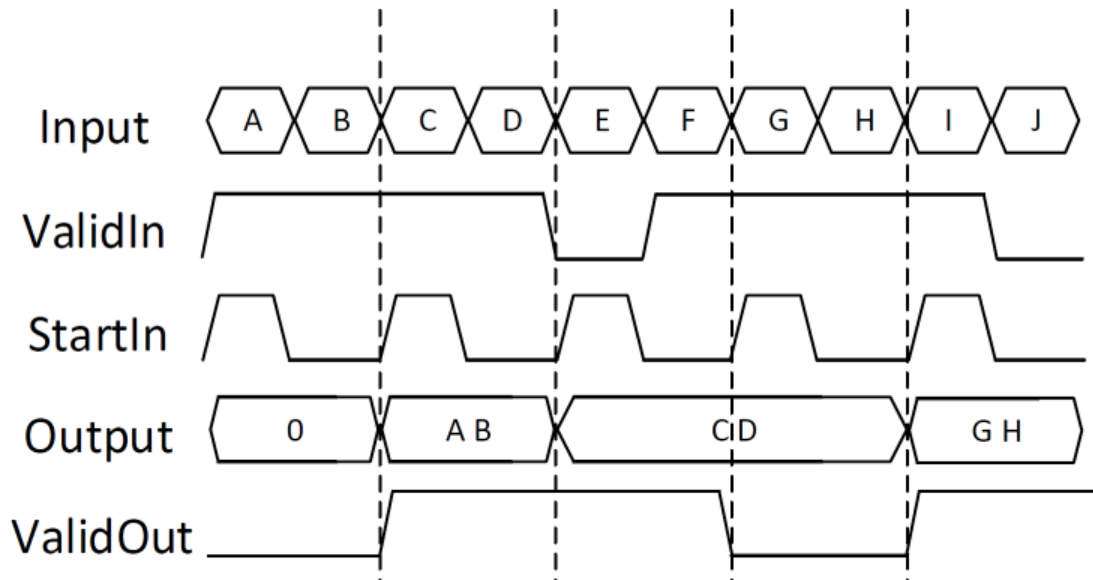 Input A B C D E F G H I J
ValidIn
StartIn
Output 0 A B C D G H
ValidOut